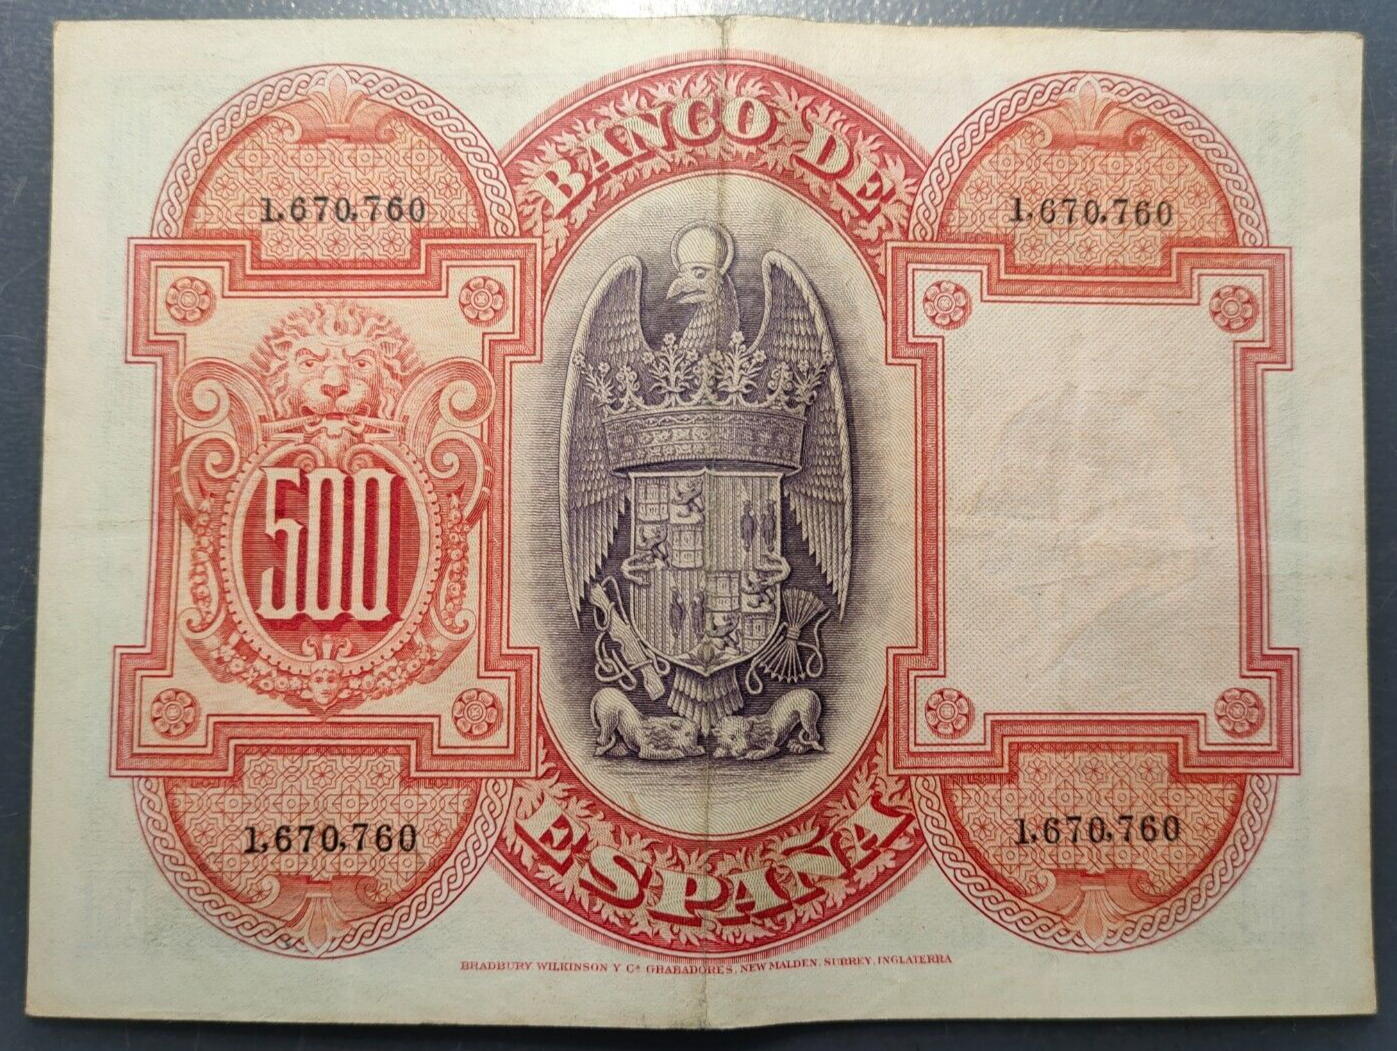 BANCO DE
1,670,760
1,670,760
500
1,670,760
1,670,760
ESPAÑA
BRADBURY WILKINSON Y Cª GRABADORES, NEW MALDEN, SURREY, INGLATERRA